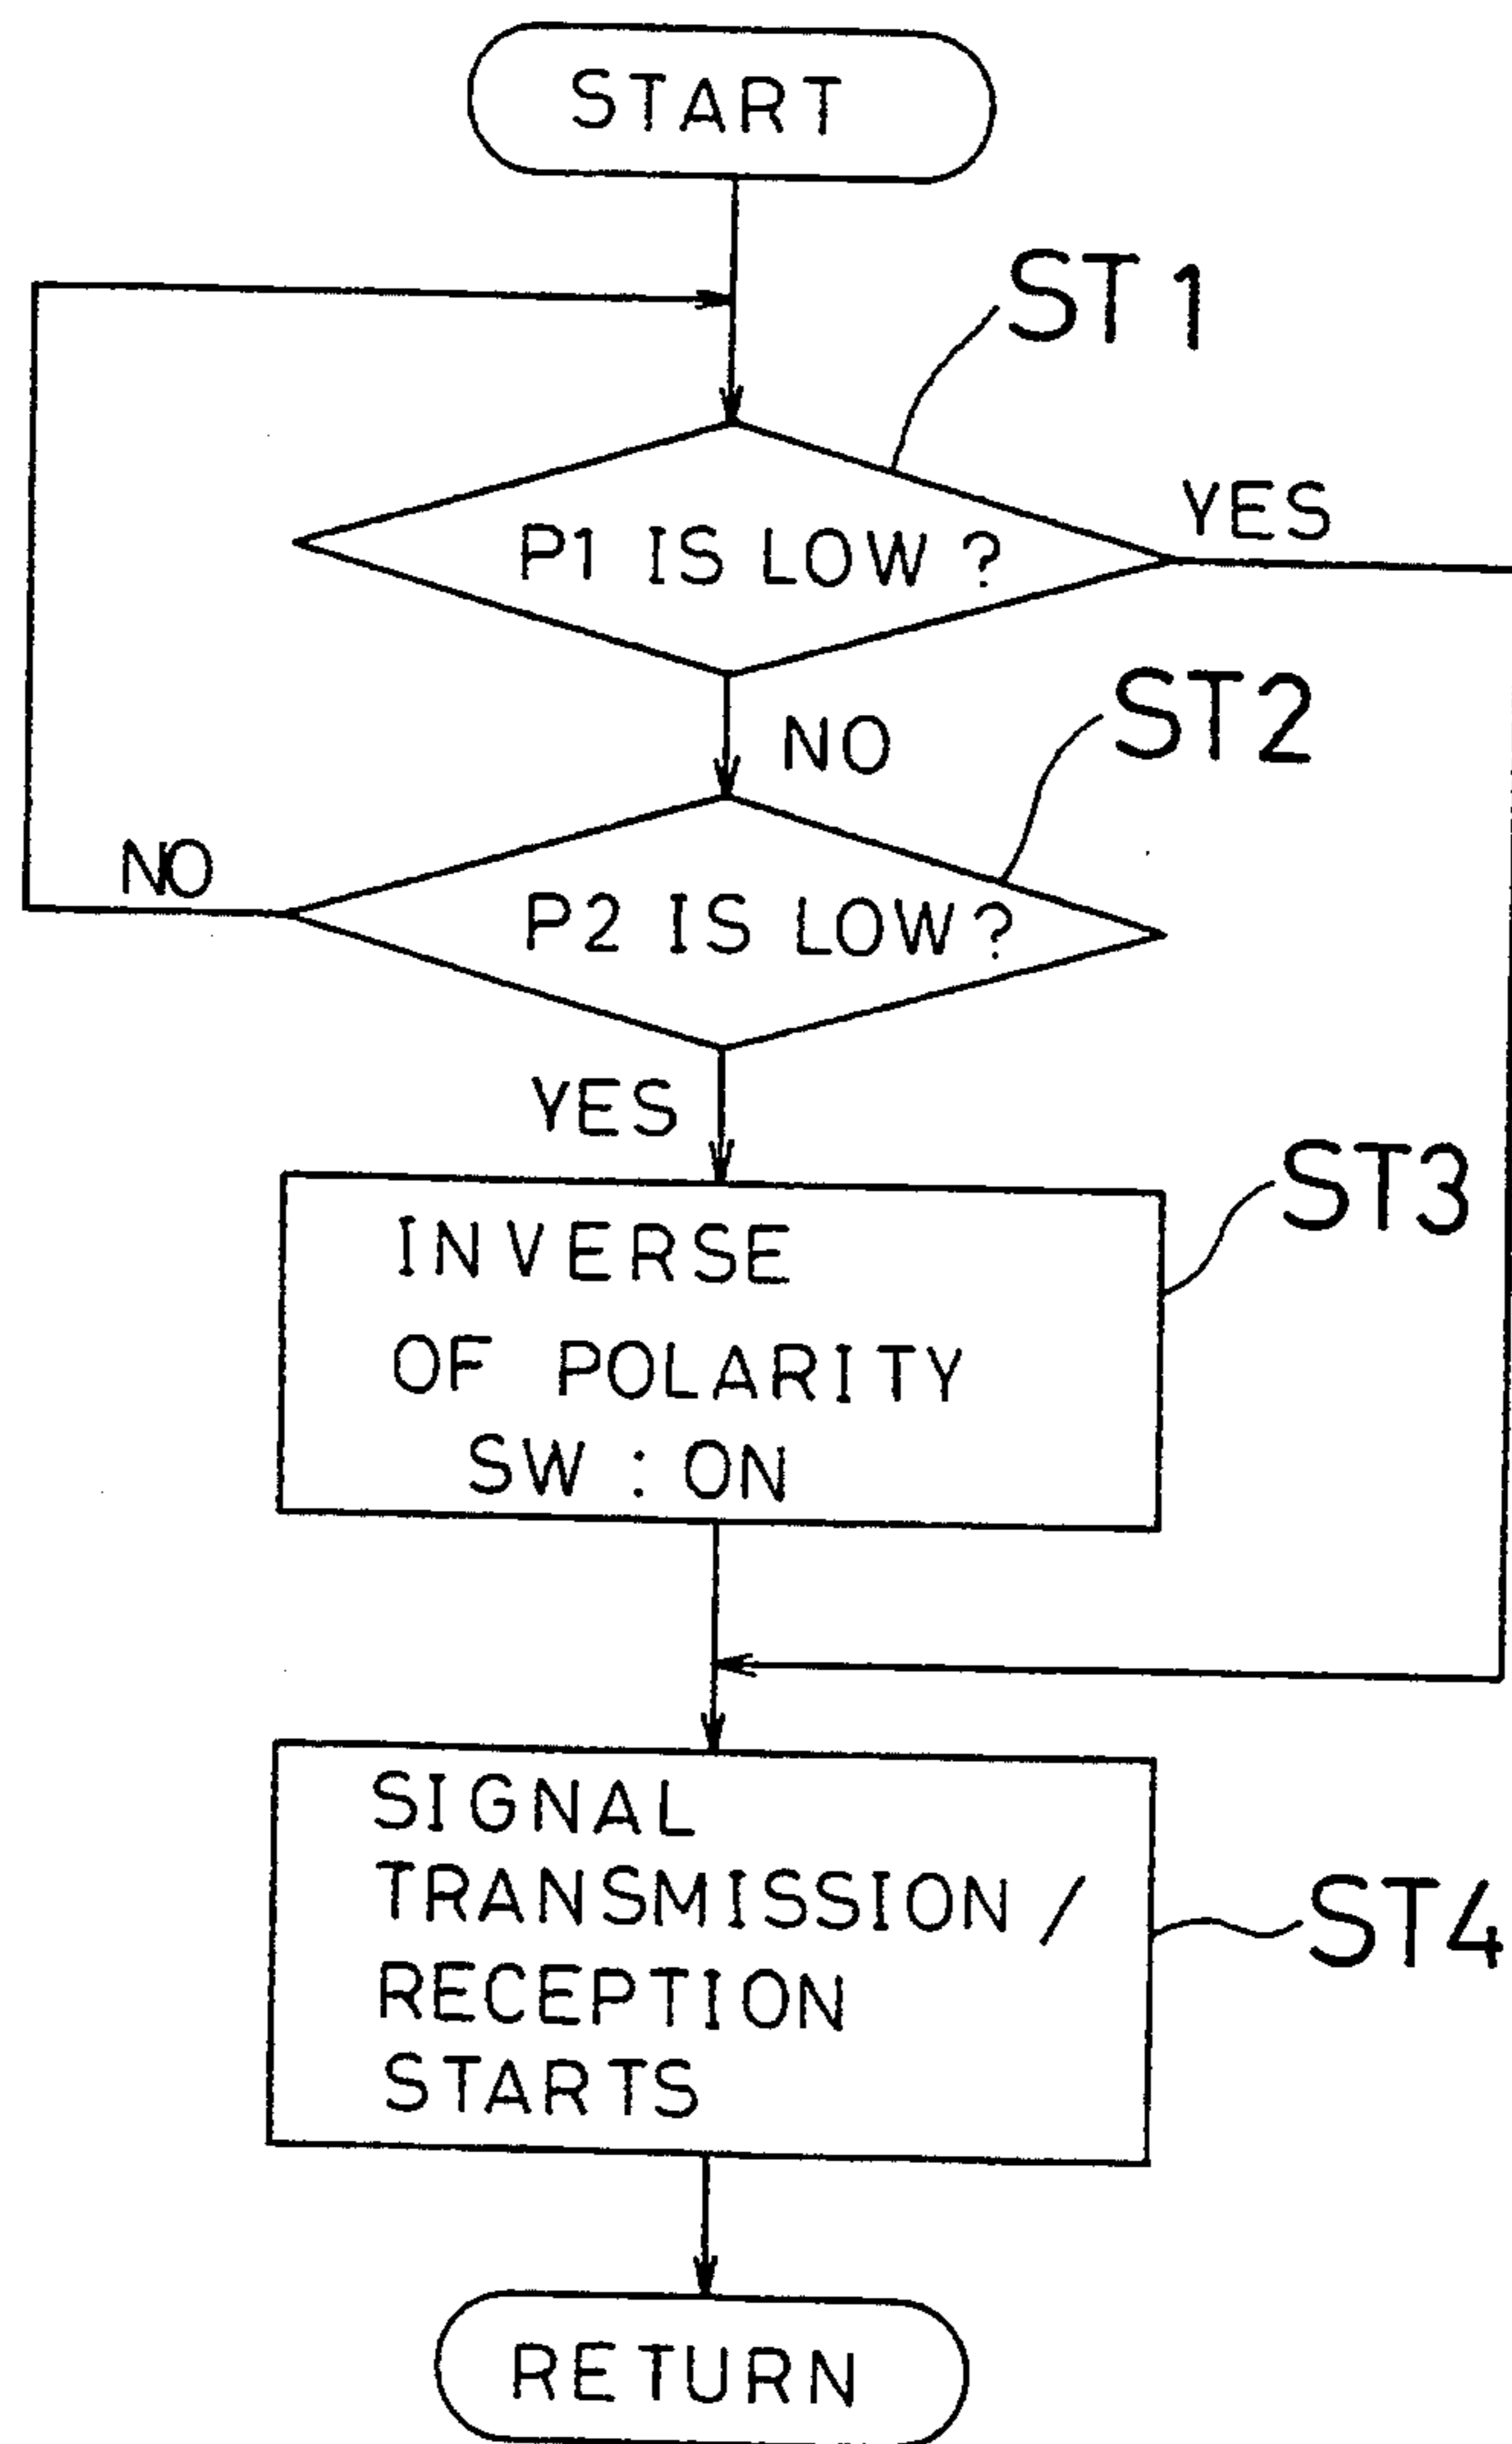 START
ST1
P1 IS LOW ?
YES
NO
ST2
P2 IS LOW?
NO
YES
ST3
INVERSE
OF POLARITY
SW : ON
SIGNAL
TRANSMISSION /
RECEPTION
STARTS
ST4
RETURN